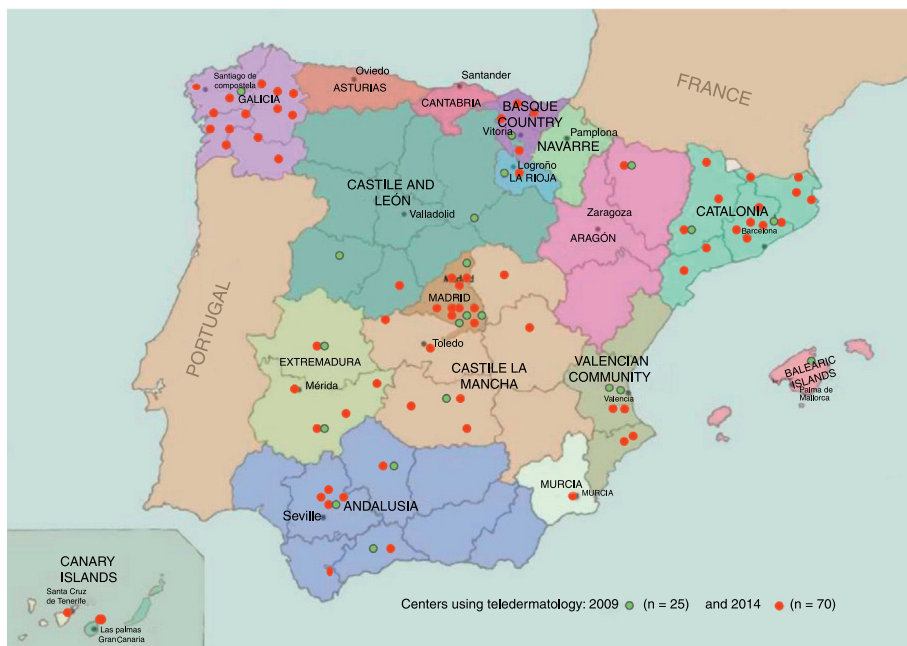 Oviedo
ASTURIAS
Santander
CANTABRIA
Santiago de
compostela
GALICIA
BASQUE
COUNTRY
Vitoria
Pamplona
NAVARRE
Logroño
LA RIOJA
FRANCE
CASTILE AND
LEÓN
Valladolid
Zaragoza
ARAGÓN
CATALONIA
Barcelona
MADRID
PORTUGAL
Toledo
EXTREMADURA
Mérida
CASTILE LA
MANCHA
VALENCIAN
COMMUNITY
Valencia
BALEARIC
ISLANDS
Palma de
Mallorca
MURCIA
MURCIA
Seville
ANDALUSIA
CANARY
ISLANDS
Santa Cruz
de Tenerife
Las palmas
GranCanaria
Centers using teledermatology: 2009 (n = 25) and 2014 (n = 70)